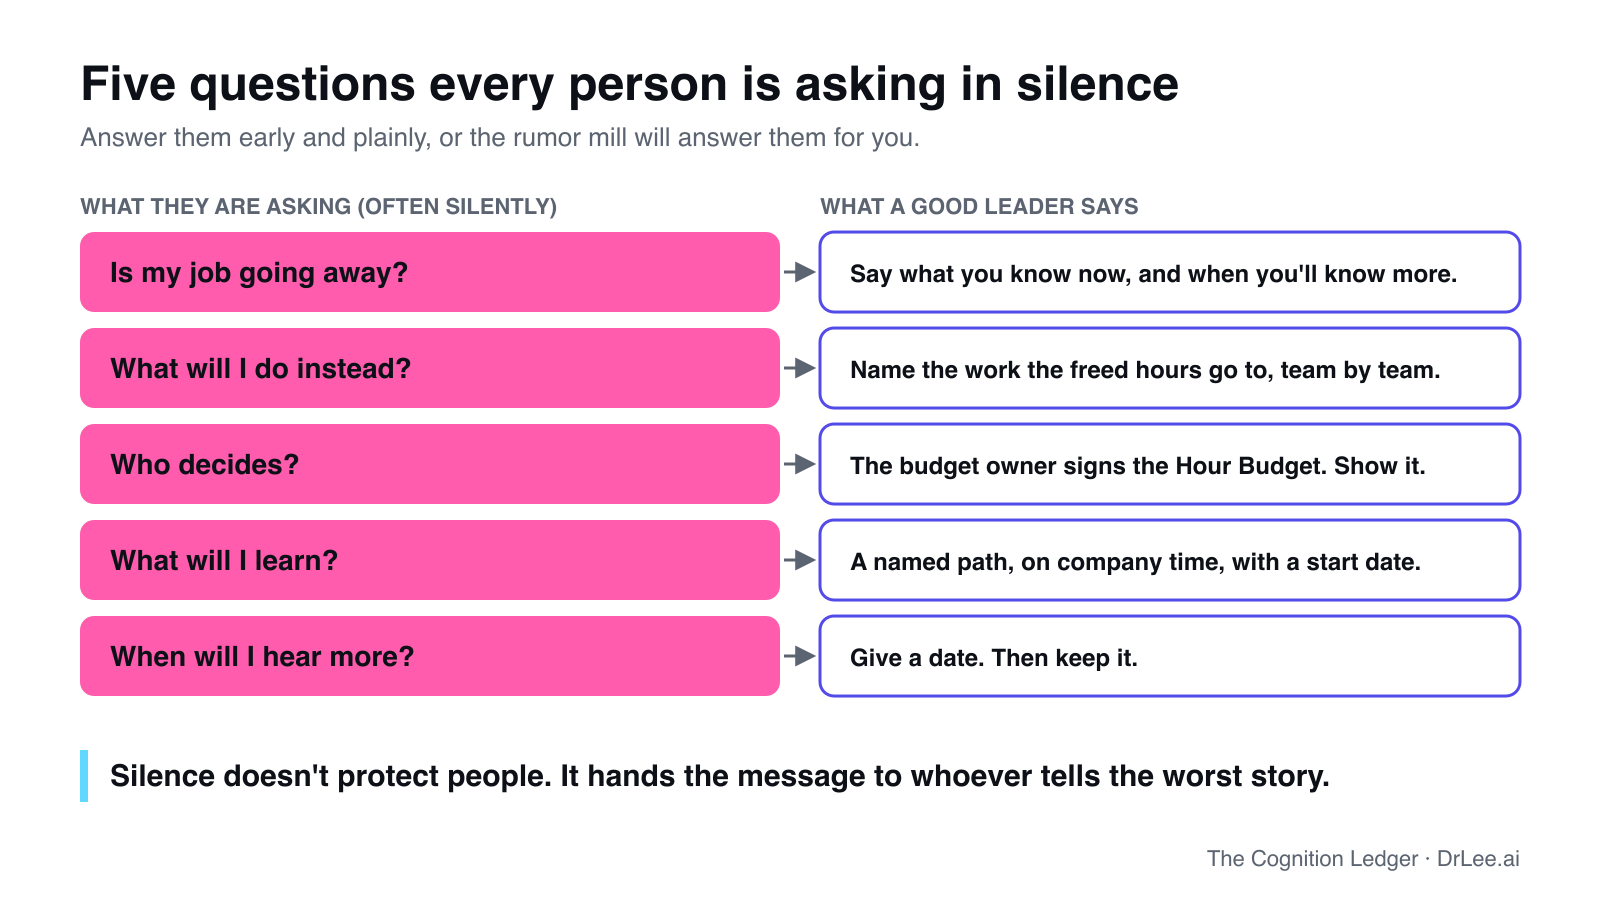 Five questions every person is asking in silence
Answer them early and plainly, or the rumor mill will answer them for you.
WHAT THEY ARE ASKING (OFTEN SILENTLY)
WHAT A GOOD LEADER SAYS
Is my job going away?
Say what you know now, and when you'll know more.
What will I do instead?
Name the work the freed hours go to, team by team.
Who decides?
The budget owner signs the Hour Budget. Show it.
What will I learn?
A named path, on company time, with a start date.
When will I hear more?
Give a date. Then keep it.
Silence doesn't protect people. It hands the message to whoever tells the worst story.
The Cognition Ledger · DrLee.ai